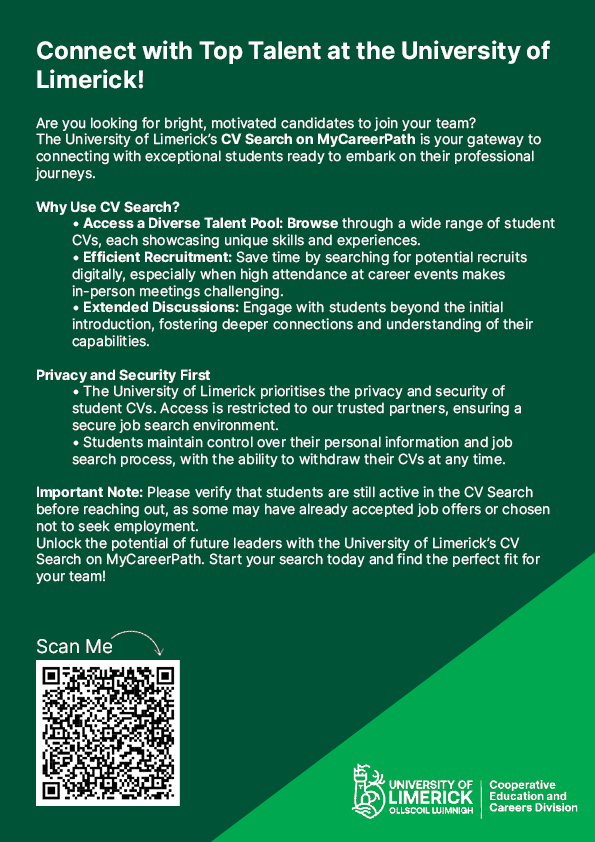 Connect with Top Talent at the University of
Limerick!
Are you looking for bright, motivated candidates to join your team?
The University of Limerick's CV Search on MyCareerPath is your gateway to
connecting with exceptional students ready to embark on their professional
journeys.
Why Use CV Search?
• Access a Diverse Talent Pool: Browse through a wide range of student
CVs, each showcasing unique skills and experiences.
• Efficient Recruitment: Save time by searching for potential recruits
digitally, especially when high attendance at career events makes
in-person meetings challenging.
• Extended Discussions: Engage with students beyond the initial
introduction, fostering deeper connections and understanding of their
capabilities.
Privacy and Security First
• The University of Limerick prioritises the privacy and security of
student CVs. Access is restricted to our trusted partners, ensuring a
secure job search environment.
• Students maintain control over their personal information and job
search process, with the ability to withdraw their CVs at any time.
Important Note: Please verify that students are still active in the CV Search
before reaching out, as some may have already accepted job offers or chosen
not to seek employment.
Unlock the potential of future leaders with the University of Limerick's CV
Search on MyCareerPath. Start your search today and find the perfect fit for
your team!
Scan Me
UNIVERSITY OF
LIMERICK
OLLSCOIL LUIMNIGH
Cooperative
Education and
Careers Division